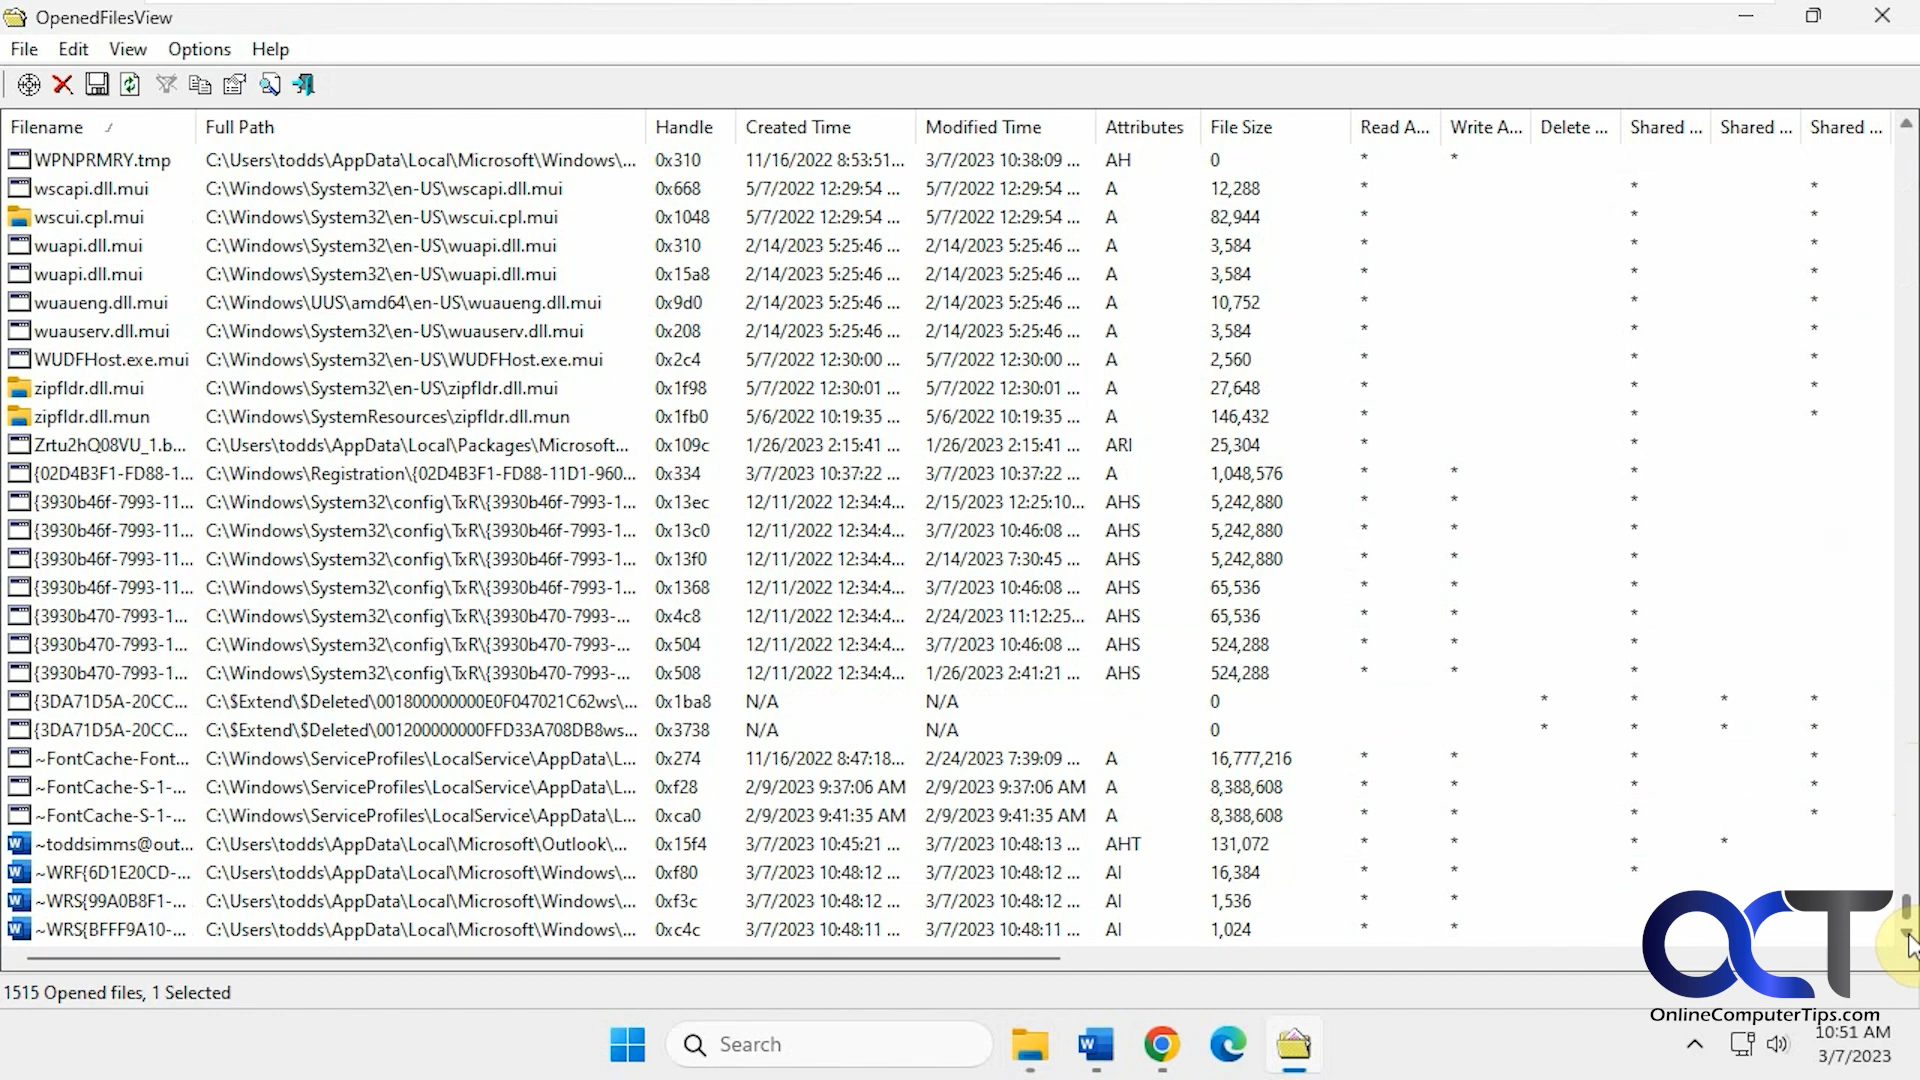 OpenedFilesView
File Edit View Options Help
Filename Full Path Handle Created Time Modified Time Attributes File Size Read A... Write A... Delete ... Shared ... Shared ... Shared ...
WPNPRMRY.tmp C:\Users\todds\AppData\Local\Microsoft\Windows\... 0x310 11/16/2022 8:53:51... 3/7/2023 10:38:09 ... AH 0 * *
wscapi.dll.mui C:\Windows\System32\en-US\wscapi.dll.mui 0x668 5/7/2022 12:29:54 ... 5/7/2022 12:29:54 ... A 12,288 * * *
wscui.cpl.mui C:\Windows\System32\en-US\wscui.cpl.mui 0x1048 5/7/2022 12:29:54 ... 5/7/2022 12:29:54 ... A 82,944 * * *
wuapi.dll.mui C:\Windows\System32\en-US\wuapi.dll.mui 0x310 2/14/2023 5:25:46 ... 2/14/2023 5:25:46 ... A 3,584 * * *
wuapi.dll.mui C:\Windows\System32\en-US\wuapi.dll.mui 0x15a8 2/14/2023 5:25:46 ... 2/14/2023 5:25:46 ... A 3,584 * * *
wuaueng.dll.mui C:\Windows\UUS\amd64\en-US\wuaueng.dll.mui 0x9d0 2/14/2023 5:25:46 ... 2/14/2023 5:25:46 ... A 10,752 * * *
wuauserv.dll.mui C:\Windows\System32\en-US\wuauserv.dll.mui 0x208 2/14/2023 5:25:46 ... 2/14/2023 5:25:46 ... A 3,584 * * *
WUDFHost.exe.mui C:\Windows\System32\en-US\WUDFHost.exe.mui 0x2c4 5/7/2022 12:30:00 ... 5/7/2022 12:30:00 ... A 2,560 * * *
zipfldr.dll.mui C:\Windows\System32\en-US\zipfldr.dll.mui 0x1f98 5/7/2022 12:30:01 ... 5/7/2022 12:30:01 ... A 27,648 * * *
zipfldr.dll.mun C:\Windows\SystemResources\zipfldr.dll.mun 0x1fb0 5/6/2022 10:19:35 ... 5/6/2022 10:19:35 ... A 146,432 * * *
Zrtu2hQ08VU_1.b... C:\Users\todds\AppData\Local\Packages\Microsoft... 0x109c 1/26/2023 2:15:41 ... 1/26/2023 2:15:41 ... ARI 25,304 * *
{02D4B3F1-FD88-1... C:\Windows\Registration\{02D4B3F1-FD88-11D1-960... 0x334 3/7/2023 10:37:22 ... 3/7/2023 10:37:22 ... A 1,048,576 * * *
{3930b46f-7993-11... C:\Windows\System32\config\TxR\{3930b46f-7993-1... 0x13ec 12/11/2022 12:34:4... 2/15/2023 12:25:10... AHS 5,242,880 * * *
{3930b46f-7993-11... C:\Windows\System32\config\TxR\{3930b46f-7993-1... 0x13c0 12/11/2022 12:34:4... 3/7/2023 10:46:08 ... AHS 5,242,880 * * *
{3930b46f-7993-11... C:\Windows\System32\config\TxR\{3930b46f-7993-1... 0x13f0 12/11/2022 12:34:4... 2/14/2023 7:30:45 ... AHS 5,242,880 * * *
{3930b46f-7993-11... C:\Windows\System32\config\TxR\{3930b46f-7993-1... 0x1368 12/11/2022 12:34:4... 3/7/2023 10:46:08 ... AHS 65,536 * * *
{3930b470-7993-1... C:\Windows\System32\config\TxR\{3930b470-7993-... 0x4c8 12/11/2022 12:34:4... 2/24/2023 11:12:25... AHS 65,536 * * *
{3930b470-7993-1... C:\Windows\System32\config\TxR\{3930b470-7993-... 0x504 12/11/2022 12:34:4... 3/7/2023 10:46:08 ... AHS 524,288 * * *
{3930b470-7993-1... C:\Windows\System32\config\TxR\{3930b470-7993-... 0x508 12/11/2022 12:34:4... 1/26/2023 2:41:21 ... AHS 524,288 * * *
{3DA71D5A-20CC... C:\$Extend\$Deleted\001800000000E0F047021C62ws\... 0x1ba8 N/A N/A 0 * * * *
{3DA71D5A-20CC... C:\$Extend\$Deleted\001200000000FFD33A708DB8ws... 0x3738 N/A N/A 0 * * * *
~FontCache-Font... C:\Windows\ServiceProfiles\LocalService\AppData\L... 0x274 11/16/2022 8:47:18... 2/24/2023 7:39:09 ... A 16,777,216 * * * *
~FontCache-S-1-... C:\Windows\ServiceProfiles\LocalService\AppData\L... 0xf28 2/9/2023 9:37:06 AM 2/9/2023 9:37:06 AM A 8,388,608 * * * *
~FontCache-S-1-... C:\Windows\ServiceProfiles\LocalService\AppData\L... 0xca0 2/9/2023 9:41:35 AM 2/9/2023 9:41:35 AM A 8,388,608 * * * *
~toddsimms@out... C:\Users\todds\AppData\Local\Microsoft\Outlook\... 0x15f4 3/7/2023 10:45:21 ... 3/7/2023 10:48:13 ... AHT 131,072 * * * *
~WRF{6D1E20CD-... C:\Users\todds\AppData\Local\Microsoft\Windows\... 0xf80 3/7/2023 10:48:12 ... 3/7/2023 10:48:12 ... AI 16,384 * * *
~WRS{99A0B8F1-... C:\Users\todds\AppData\Local\Microsoft\Windows\... 0xf3c 3/7/2023 10:48:12 ... 3/7/2023 10:48:12 ... AI 1,536 * *
~WRS{BFFF9A10-... C:\Users\todds\AppData\Local\Microsoft\Windows\... 0xc4c 3/7/2023 10:48:11 ... 3/7/2023 10:48:11 ... AI 1,024 * *
1515 Opened files, 1 Selected
OCT
OnlineComputerTips.com
Search
W
10:51 AM
3/7/2023